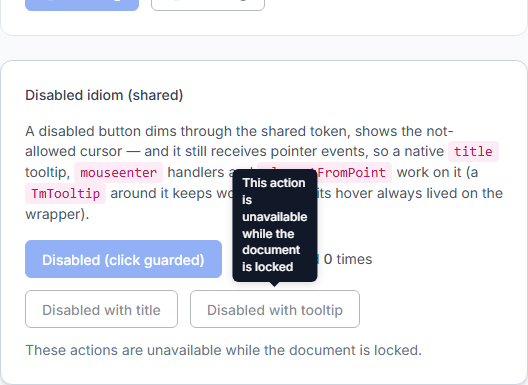 Disabled idiom (shared)
A disabled button dims through the shared token, shows the not-
allowed cursor — and it still receives pointer events, so a native title
tooltip, mouseenter handlers FromPoint work on it (a
TmTooltip around it keeps its hover always lived on the
wrapper).
This action
is
unavailable
while the
document
is locked
Disabled (click guarded) 0 times
Disabled with title Disabled with tooltip
These actions are unavailable while the document is locked.